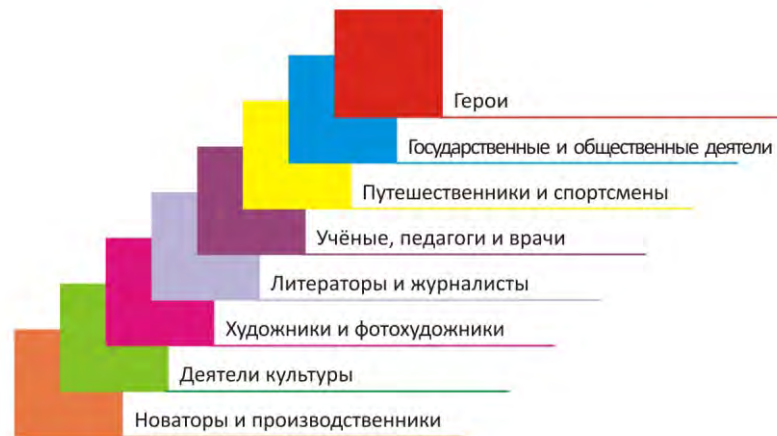 Герои
Государственные и общественные деятели
Путешественники и спортсмены
Учёные, педагоги и врачи
Литераторы и журналисты
Художники и фотохудожники
Деятели культуры
Новаторы и производственники